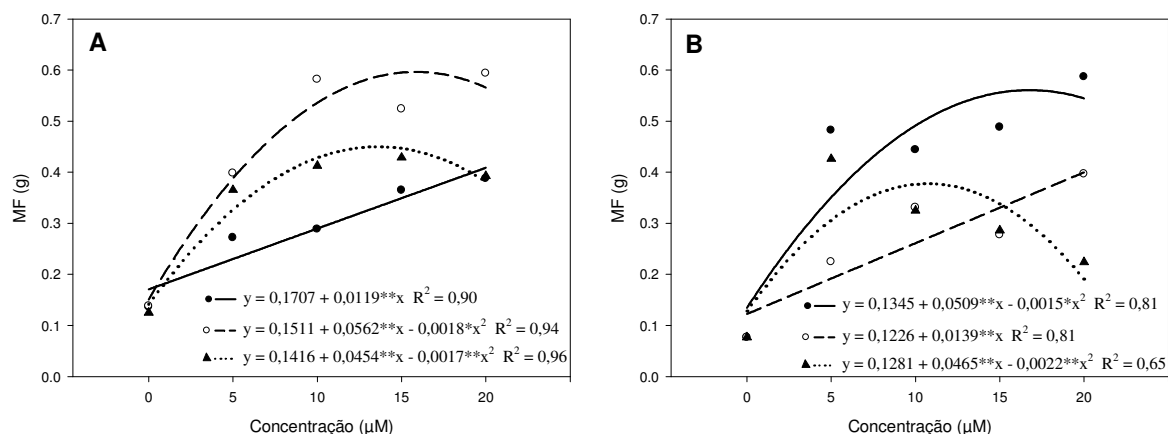 A
MF (g)
0.7
0.6
0.5
0.4
0.3
0.2
0.1
0.0
y = 0,1707 + 0,0119**x R² = 0,90
y = 0,1511 + 0,0562**x - 0,0018*x² R² = 0,94
y = 0,1416 + 0,0454**x - 0,0017**x² R² = 0,96
0 5 10 15 20
Concentração (µM)
B
MF (g)
0.7
0.6
0.5
0.4
0.3
0.2
0.1
0.0
y = 0,1345 + 0,0509**x - 0,0015*x² R² = 0,81
y = 0,1226 + 0,0139**x R² = 0,81
y = 0,1281 + 0,0465**x - 0,0022**x² R² = 0,65
0 5 10 15 20
Concentração (µM)